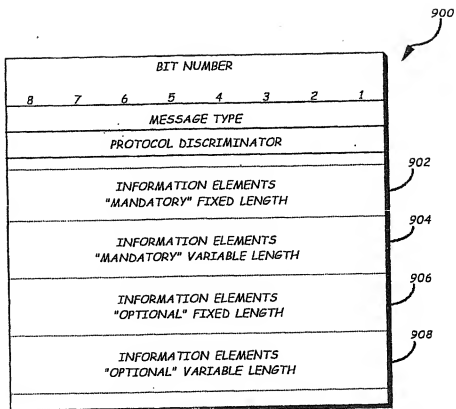 900
BIT NUMBER
8 7 6 5 4 3 2 1
MESSAGE TYPE
PROTOCOL DISCRIMINATOR
902
INFORMATION ELEMENTS
"MANDATORY" FIXED LENGTH
904
INFORMATION ELEMENTS
"MANDATORY" VARIABLE LENGTH
906
INFORMATION ELEMENTS
"OPTIONAL" FIXED LENGTH
908
INFORMATION ELEMENTS
"OPTIONAL" VARIABLE LENGTH